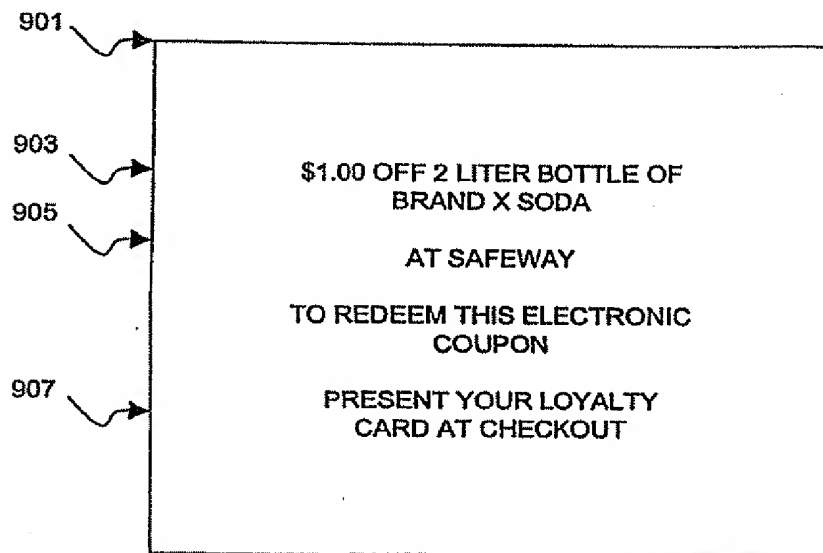 901
903
$1.00 OFF 2 LITER BOTTLE OF
BRAND X SODA
905
AT SAFEWAY
TO REDEEM THIS ELECTRONIC
COUPON
907
PRESENT YOUR LOYALTY
CARD AT CHECKOUT